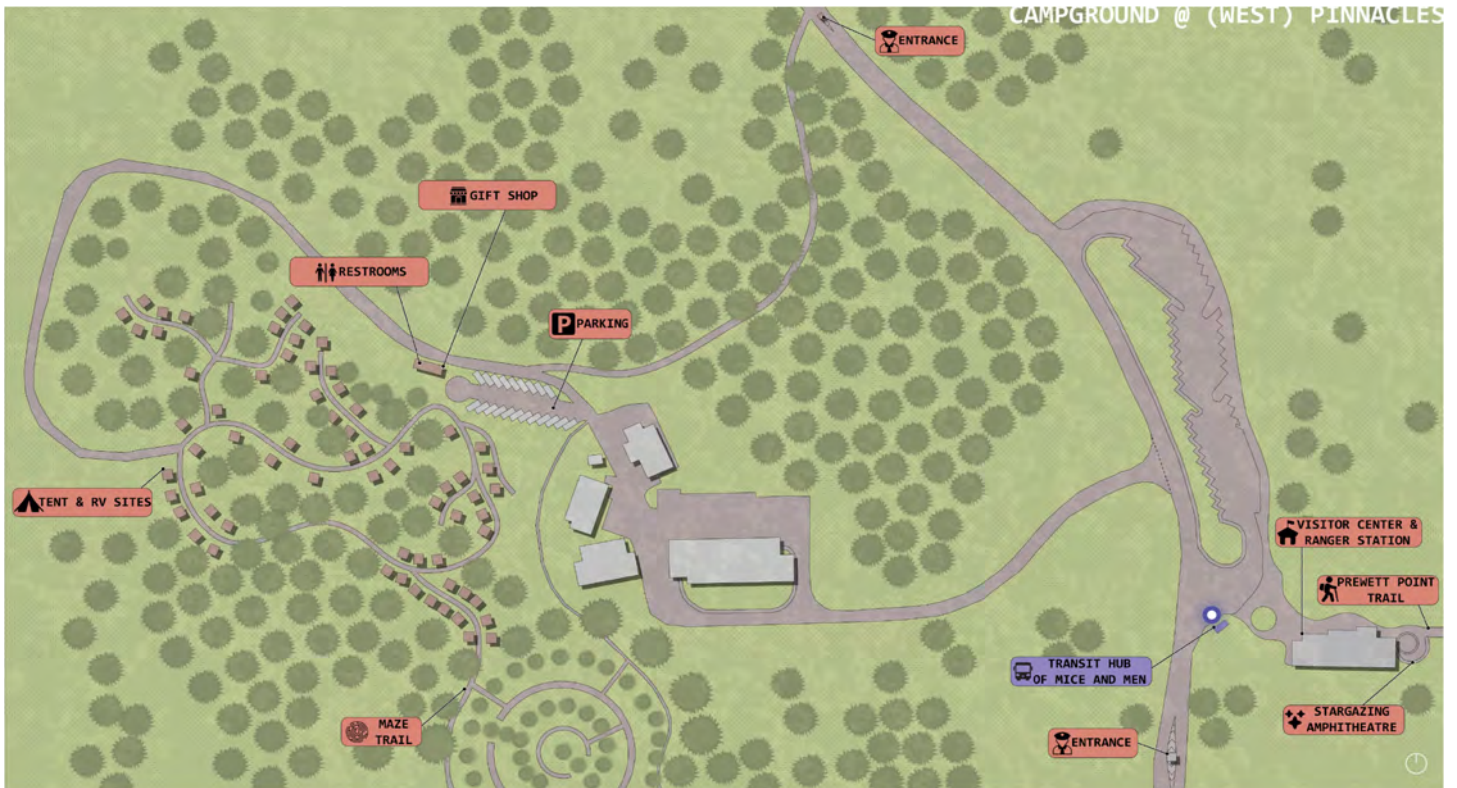 CAMPGROUND @ (WEST) PINNACLES
ENTRANCE
GIFT SHOP
RESTROOMS
P PARKING
TENT & RV SITES
VISITOR CENTER &
RANGER STATION
PREWETT POINT
TRAIL
TRANSIT HUB
OF MICE AND MEN
STARGAZING
AMPHITHEATRE
MAZE
TRAIL
ENTRANCE